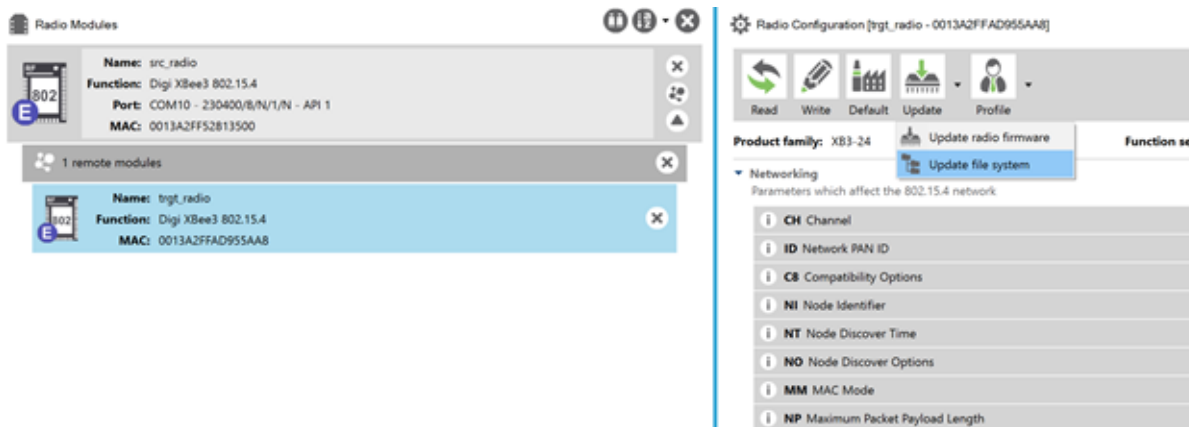 Radio Modules
802
E
Name: src_radio
Function: Digi XBee3 802.15.4
Port: COM10 - 230400/8/N/1/N - API 1
MAC: 0013A2FF52813500
1 remote modules
802
E
Name: trgt_radio
Function: Digi XBee3 802.15.4
MAC: 0013A2FFAD955AA8
Radio Configuration [trgt_radio - 0013A2FFAD955AA8]
Read Write Default Update Profile
Update radio firmware
Update file system
Product family: XB3-24 Function se
Networking
Parameters which affect the 802.15.4 network
i CH Channel
i ID Network PAN ID
i C8 Compatibility Options
i NI Node Identifier
i NT Node Discover Time
i NO Node Discover Options
i MM MAC Mode
i NP Maximum Packet Payload Length